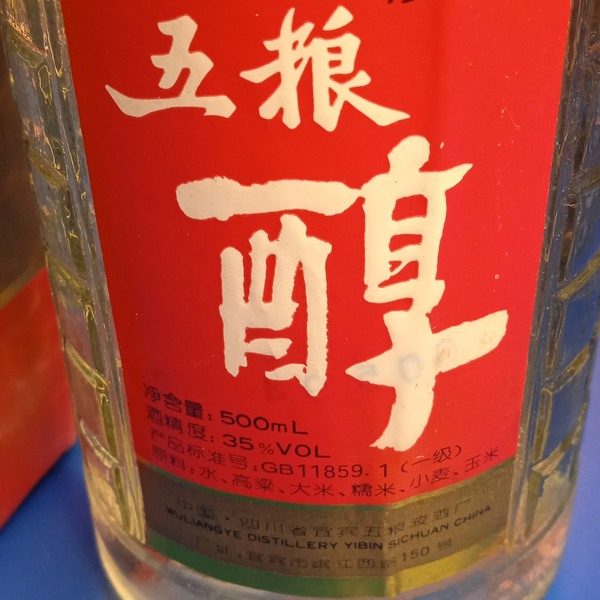 五粮
醇
净含量: 500mL
酒精度: 35%VOL
产品标准号:GB11859.1(一级)
原料:水、高粱、大米、糯米、小麦、玉米
中国·四川省宜宾五粮液酒厂
WULIANGYE DISTILLERY YIBIN SICHUAN CHINA
厂址:宜宾市岷江西路150號